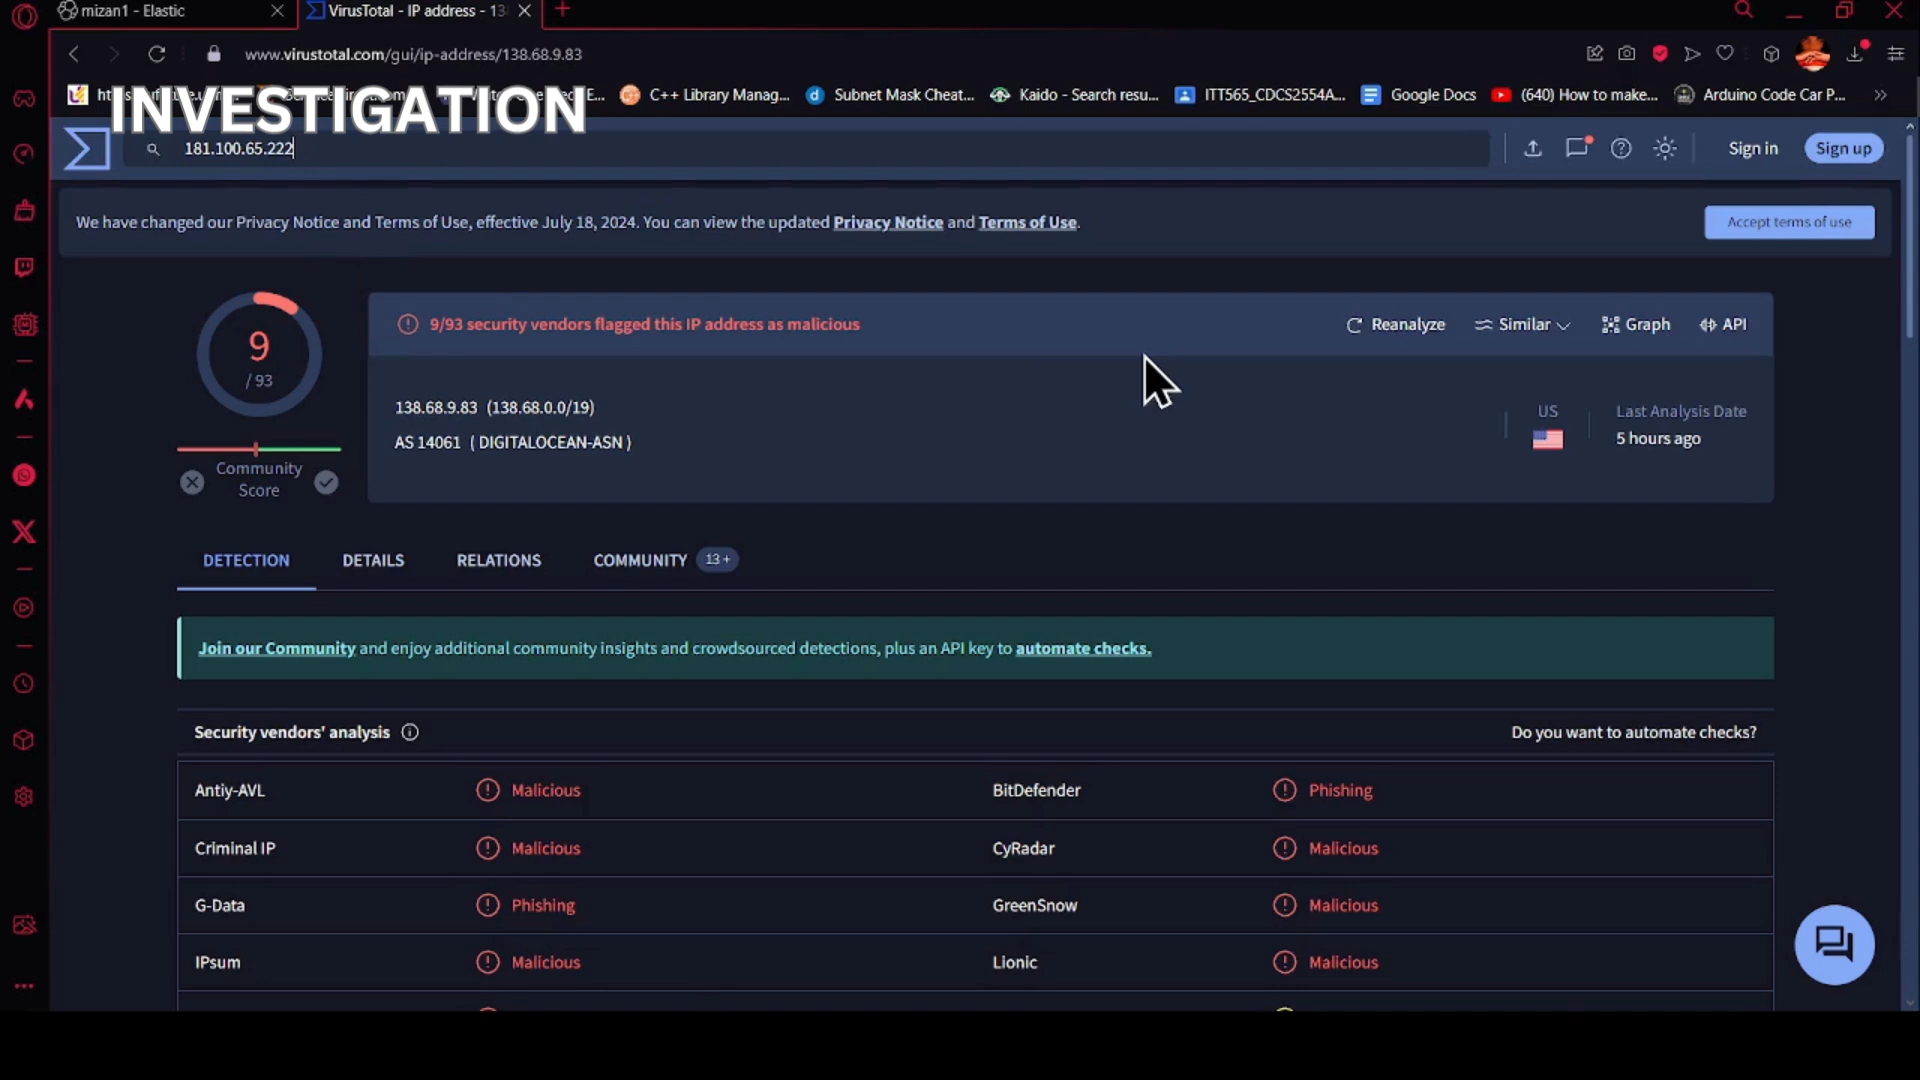 mizan1 - Elastic
VirusTotal - IP address - 13
www.virustotal.com/gui/ip-address/138.68.9.83
C++ Library Manag...
Subnet Mask Cheat...
Kaido - Search resu...
ITT565_CDCS2554A...
Google Docs
(640) How to make...
Arduino Code Car P...
INVESTIGATION
181.100.65.222
Sign in
Sign up
We have changed our Privacy Notice and Terms of Use, effective July 18, 2024. You can view the updated Privacy Notice and Terms of Use.
Accept terms of use
9
/ 93
Community
Score
9/93 security vendors flagged this IP address as malicious
Reanalyze
Similar
Graph
API
138.68.9.83 (138.68.0.0/19)
AS 14061 ( DIGITALOCEAN-ASN )
US
Last Analysis Date
5 hours ago
DETECTION
DETAILS
RELATIONS
COMMUNITY
13 +
Join our Community and enjoy additional community insights and crowdsourced detections, plus an API key to automate checks.
Security vendors' analysis
Do you want to automate checks?
Antiy-AVL
Malicious
BitDefender
Phishing
Criminal IP
Malicious
CyRadar
Malicious
G-Data
Phishing
GreenSnow
Malicious
IPsum
Malicious
Lionic
Malicious